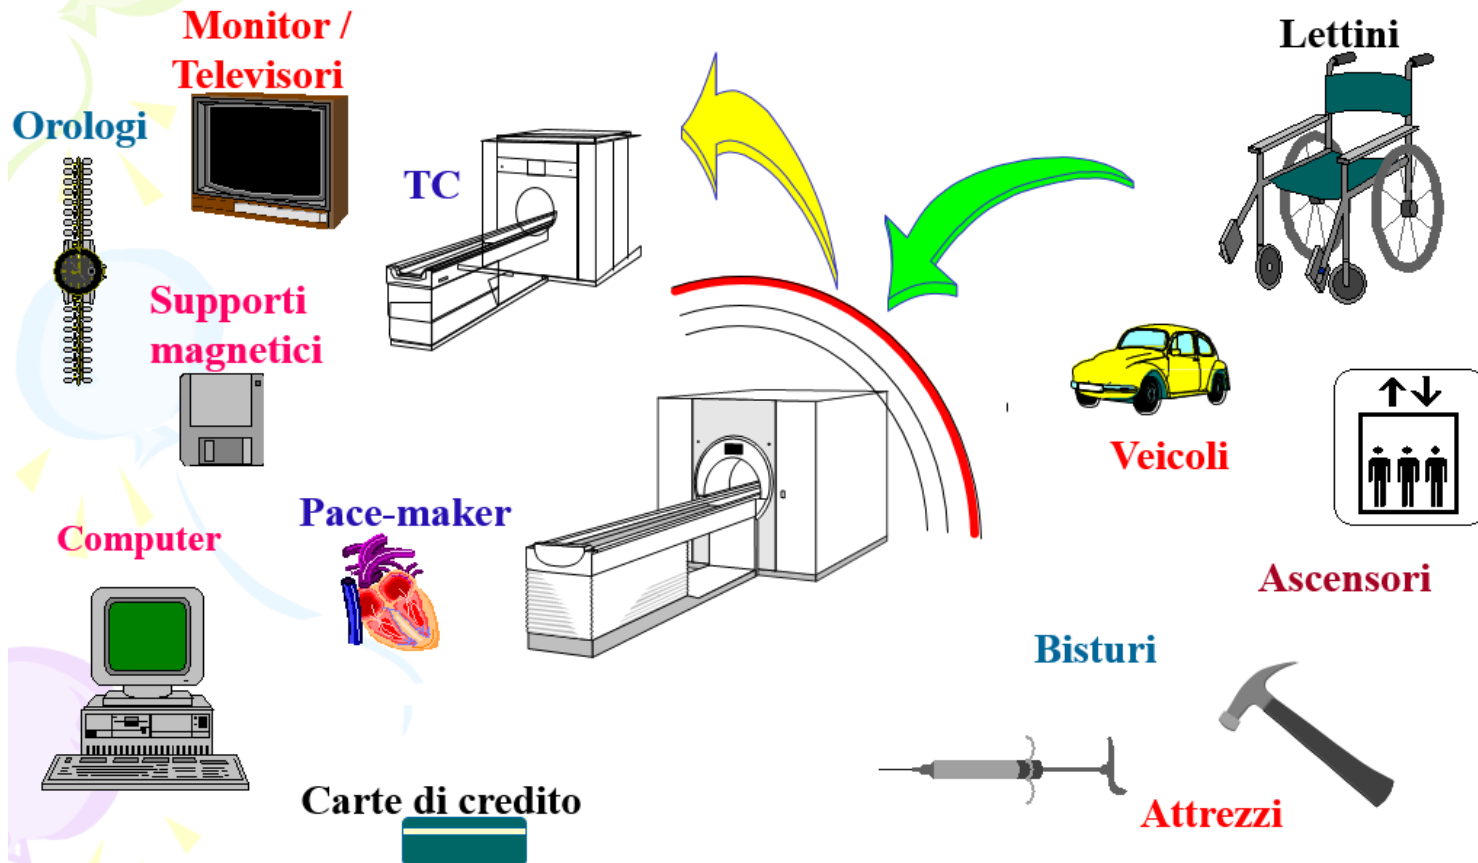 Monitor /
Televisori
Lettini
Orologi
TC
Supporti
magnetici
Veicoli
Pace-maker
Computer
Ascensori
Bisturi
Carte di credito
Attrezzi